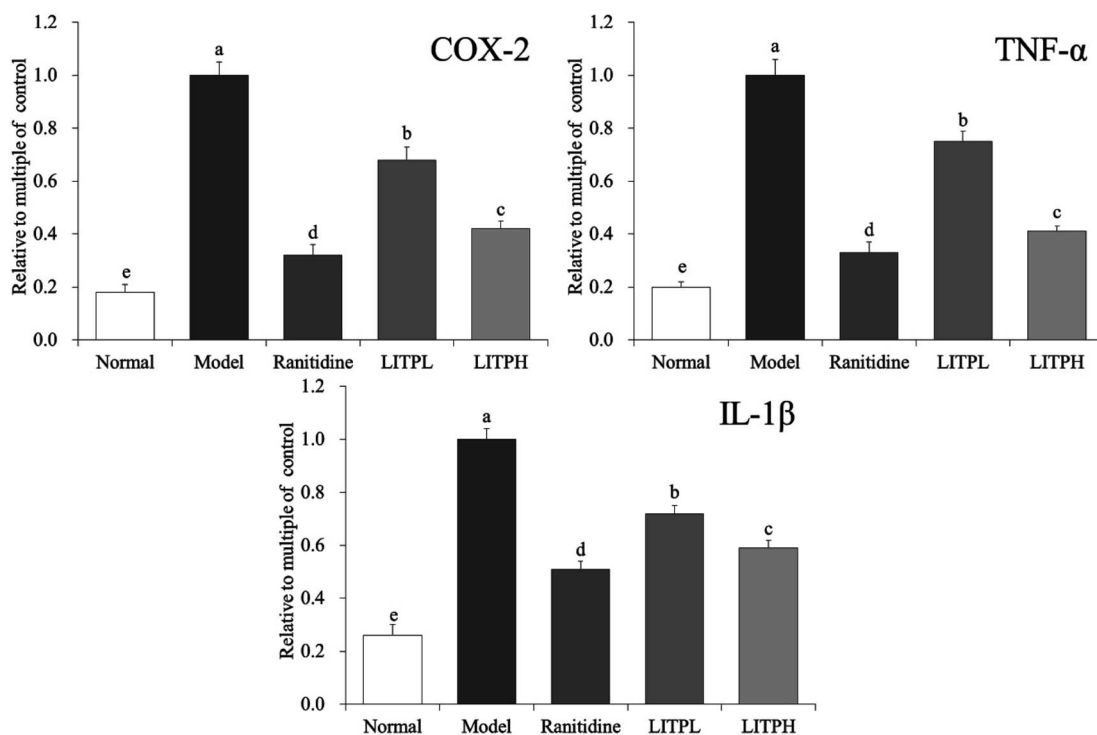 COX-2
Relative to multiple of control
1.2
1.0
0.8
0.6
0.4
0.2
0.0
e
a
d
b
c
Normal Model Ranitidine LITPL LITPH
TNF-α
Relative to multiple of control
1.2
1.0
0.8
0.6
0.4
0.2
0.0
e
a
d
b
c
Normal Model Ranitidine LITPL LITPH
IL-1β
Relative to multiple of control
1.2
1.0
0.8
0.6
0.4
0.2
0.0
e
a
d
b
c
Normal Model Ranitidine LITPL LITPH